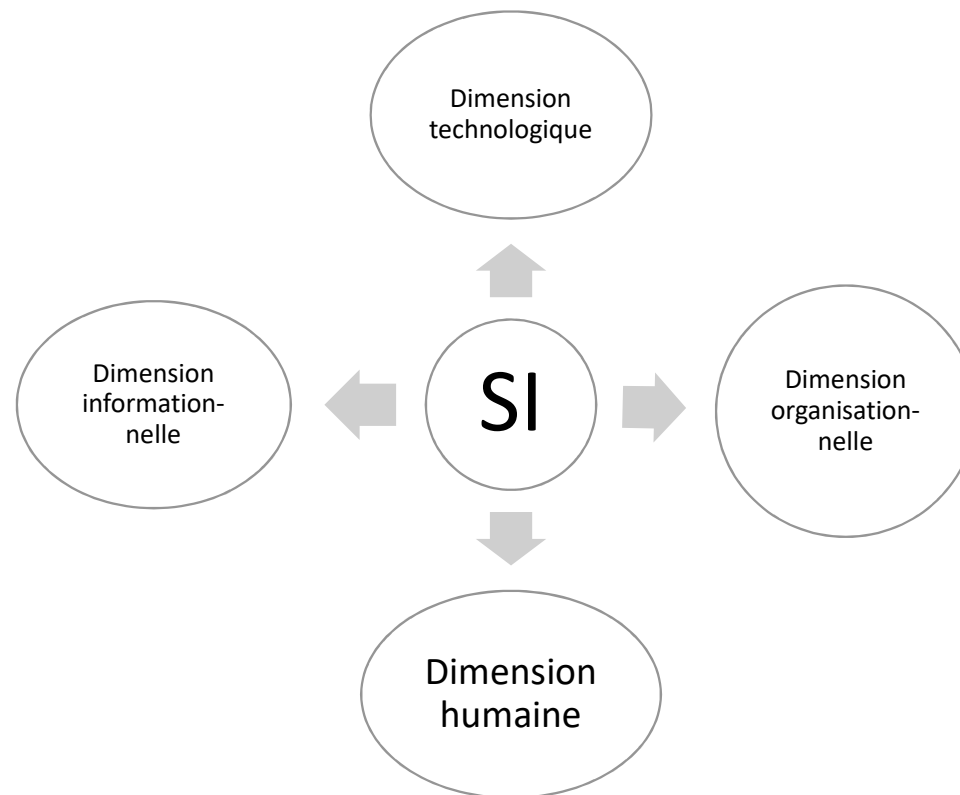 Dimension
technologique
Dimension
information-
nelle
SI
Dimension
organisation-
nelle
Dimension
humaine